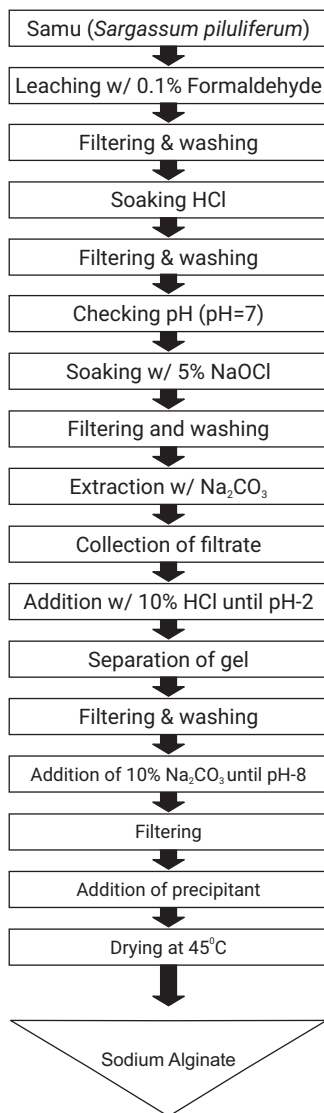 Samu (Sargassum piluliferum)
Leaching w/ 0.1% Formaldehyde
Filtering & washing
Soaking HCl
Filtering & washing
Checking pH (pH=7)
Soaking w/ 5% NaOCl
Filtering and washing
Extraction w/ Na₂CO₃
Collection of filtrate
Addition w/ 10% HCl until pH-2
Separation of gel
Filtering & washing
Addition of 10% Na₂CO₃ until pH-8
Filtering
Addition of precipitant
Drying at 45⁰C
Sodium Alginate